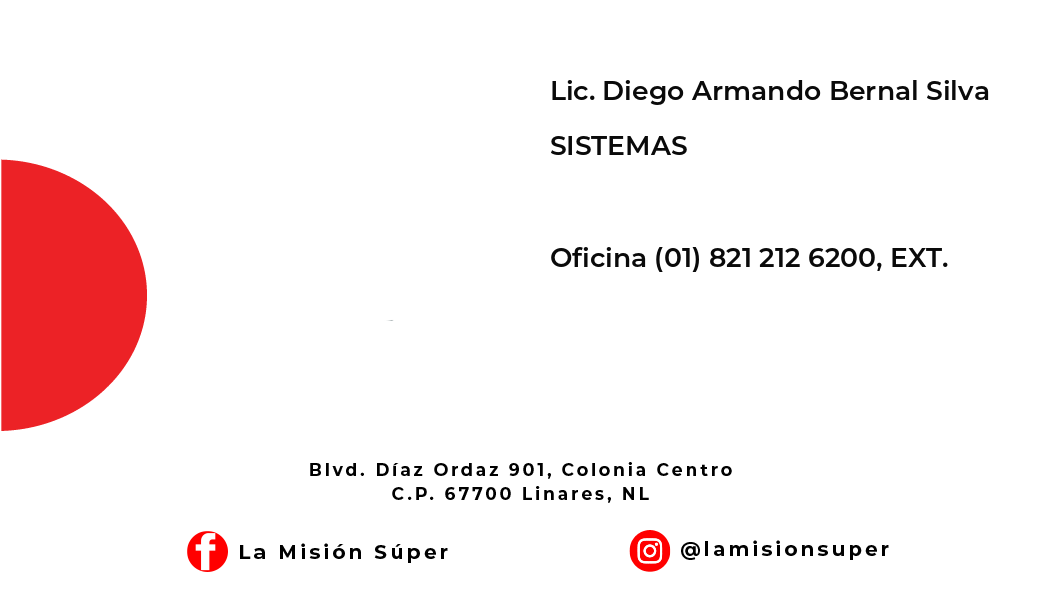 Lic. Diego Armando Bernal Silva
SISTEMAS
Oficina (01) 821 212 6200, EXT.
Blvd. Díaz Ordaz 901, Colonia Centro
C.P. 67700 Linares, NL
La Misión Súper
@lamisionsuper